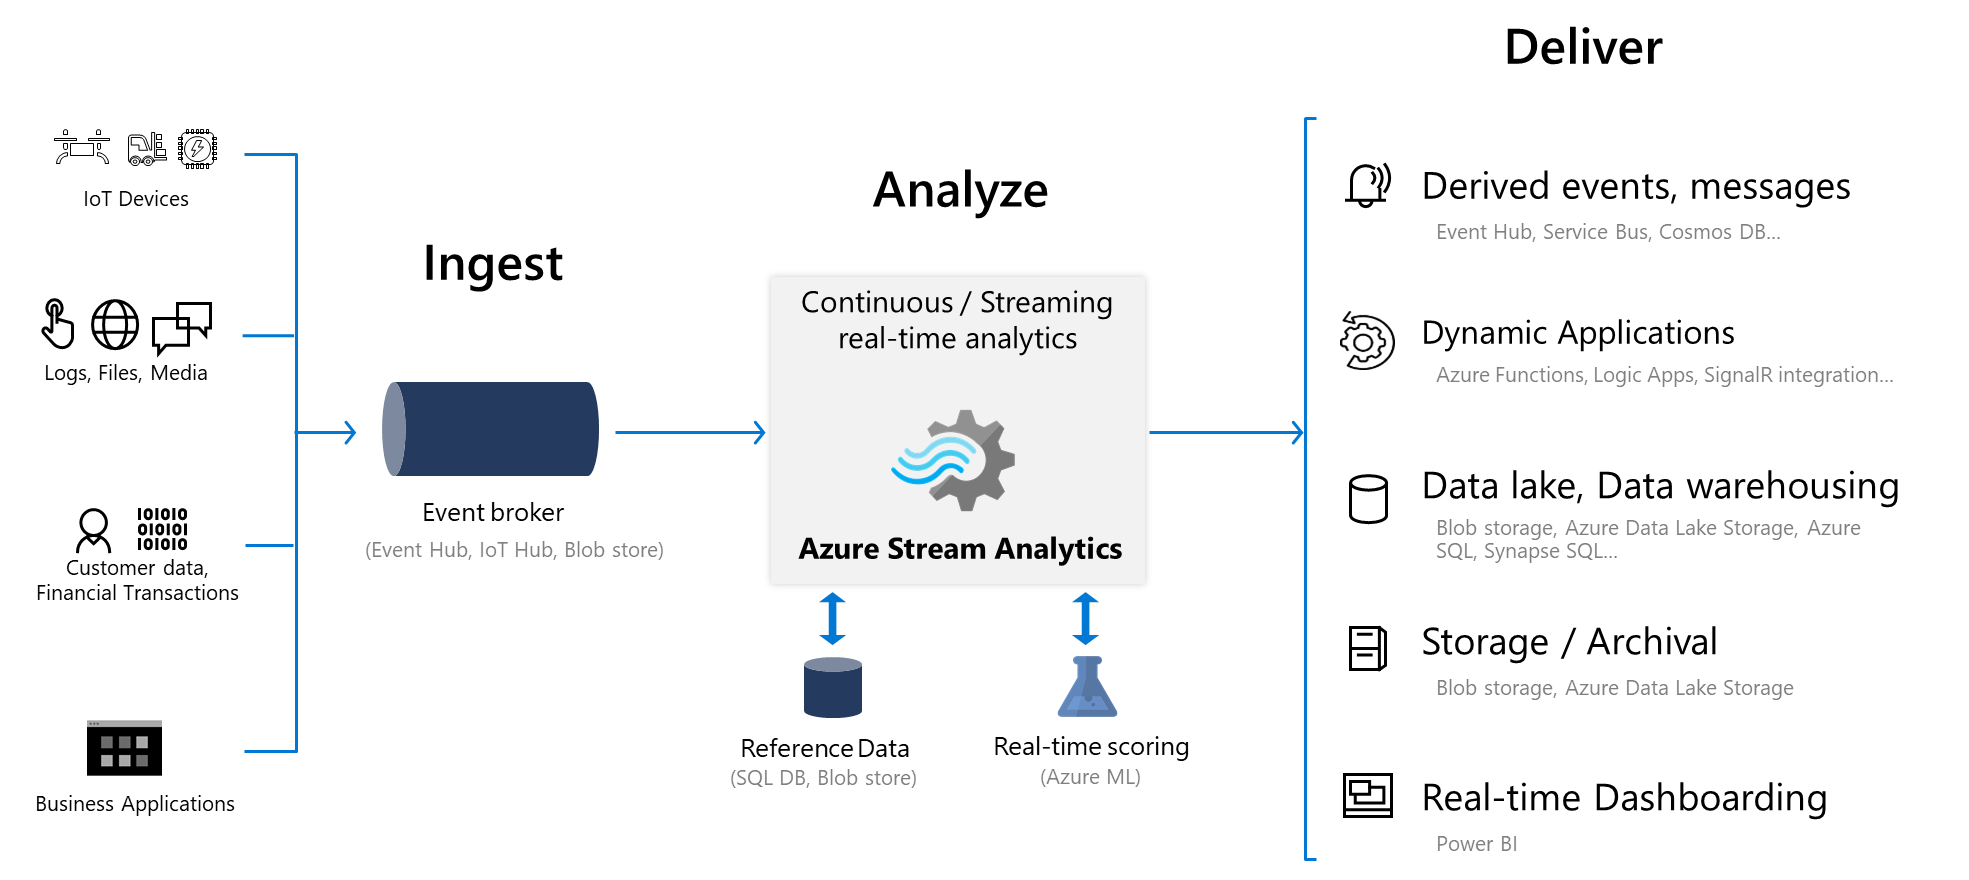 IoT Devices
Logs, Files, Media
Customer data,
Financial Transactions
Business Applications
Ingest
Event broker
(Event Hub, IoT Hub, Blob store)
Analyze
Continuous / Streaming
real-time analytics
Azure Stream Analytics
Reference Data
(SQL DB, Blob store)
Real-time scoring
(Azure ML)
Deliver
Derived events, messages
Event Hub, Service Bus, Cosmos DB...
Dynamic Applications
Azure Functions, Logic Apps, SignalR integration...
Data lake, Data warehousing
Blob storage, Azure Data Lake Storage, Azure
SQL, Synapse SQL...
Storage / Archival
Blob storage, Azure Data Lake Storage
Real-time Dashboarding
Power BI